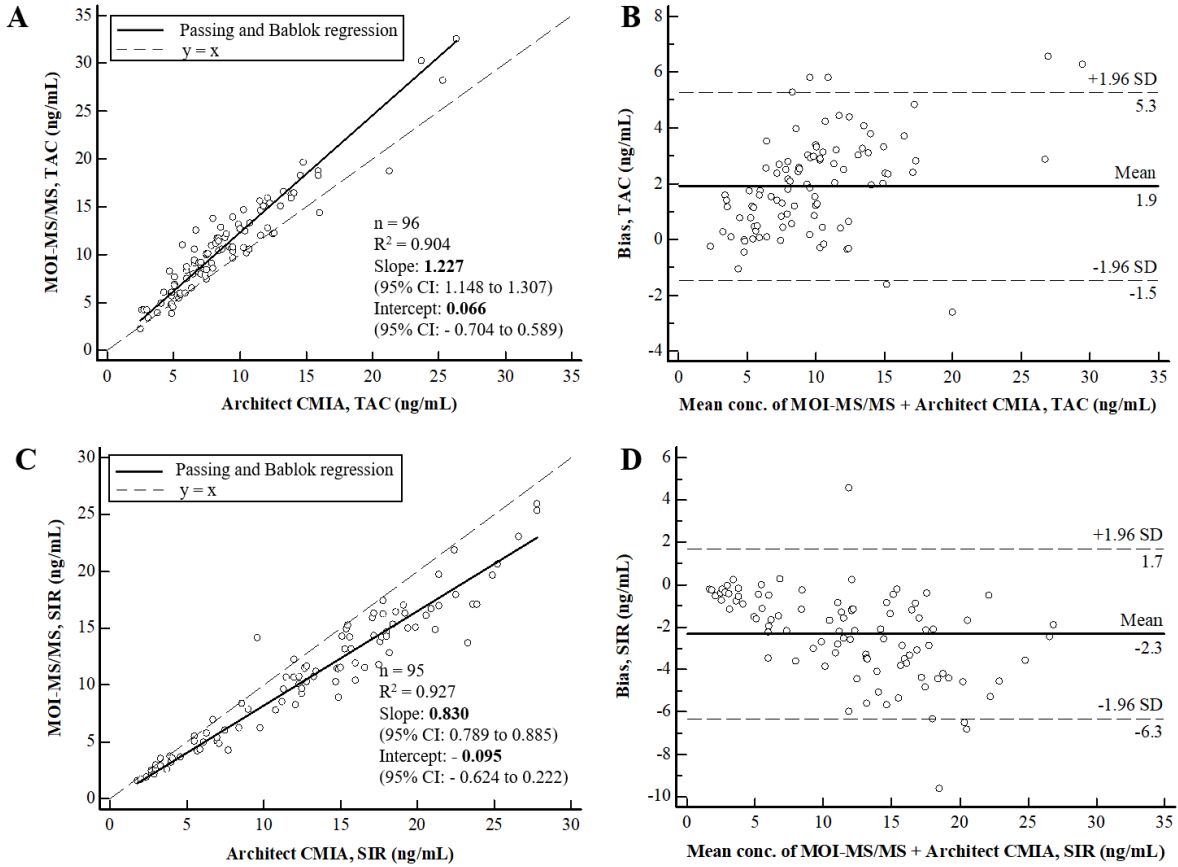 A
Passing and Bablok regression
y = x
MOI-MS/MS, TAC (ng/mL)
35
30
25
20
15
10
5
0
n = 96
R² = 0.904
Slope: 1.227
(95% CI: 1.148 to 1.307)
Intercept: 0.066
(95% CI: - 0.704 to 0.589)
0 5 10 15 20 25 30 35
Architect CMIA, TAC (ng/mL)
B
Bias, TAC (ng/mL)
8
6
4
2
0
-2
-4
+1.96 SD
5.3
Mean
1.9
-1.96 SD
-1.5
0 5 10 15 20 25 30 35
Mean conc. of MOI-MS/MS + Architect CMIA, TAC (ng/mL)
C
Passing and Bablok regression
y = x
MOI-MS/MS, SIR (ng/mL)
30
25
20
15
10
5
0
n = 95
R² = 0.927
Slope: 0.830
(95% CI: 0.789 to 0.885)
Intercept: - 0.095
(95% CI: - 0.624 to 0.222)
0 5 10 15 20 25 30
Architect CMIA, SIR (ng/mL)
D
Bias, SIR (ng/mL)
6
4
2
0
-2
-4
-6
-8
-10
+1.96 SD
1.7
Mean
-2.3
-1.96 SD
-6.3
0 5 10 15 20 25 30 35
Mean conc. of MOI-MS/MS + Architect CMIA, SIR (ng/mL)